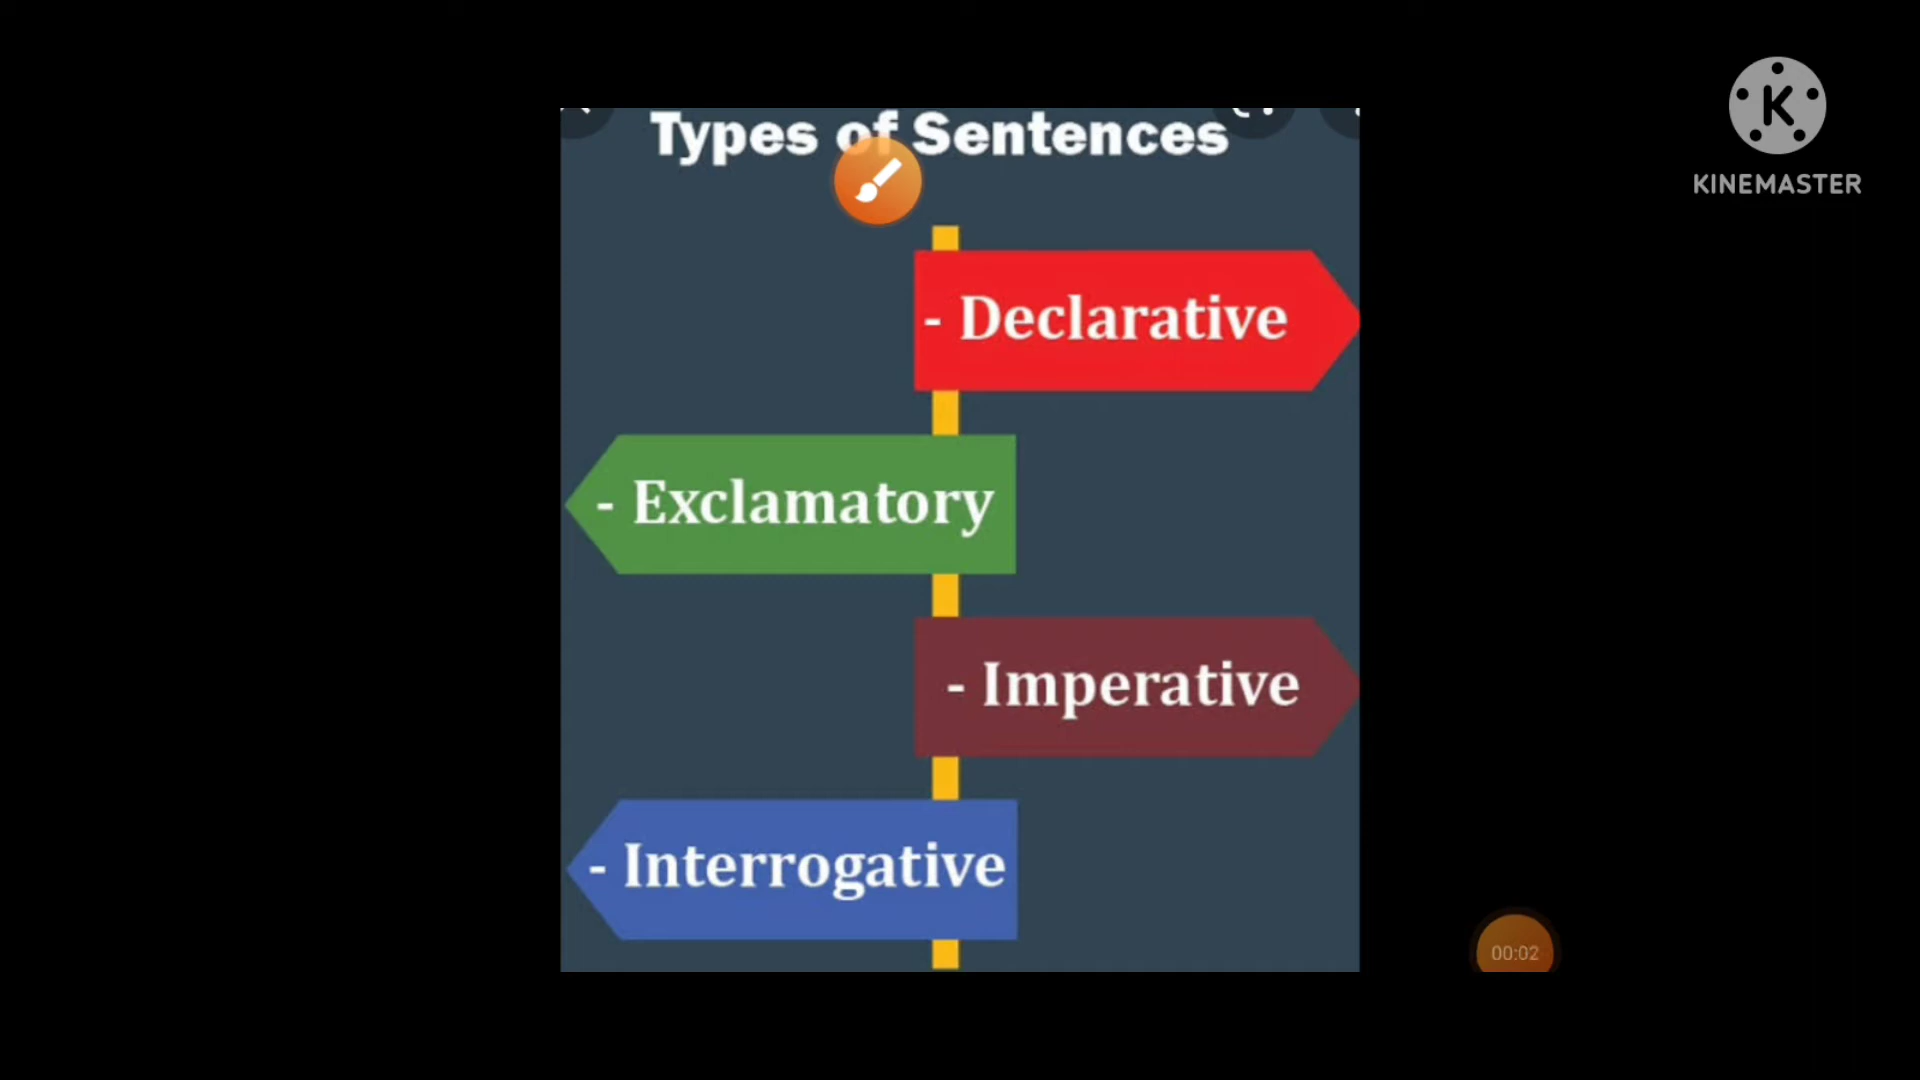 Types of Sentences
- Declarative
- Exclamatory
- Imperative
- Interrogative
K
KINEMASTER
00:02